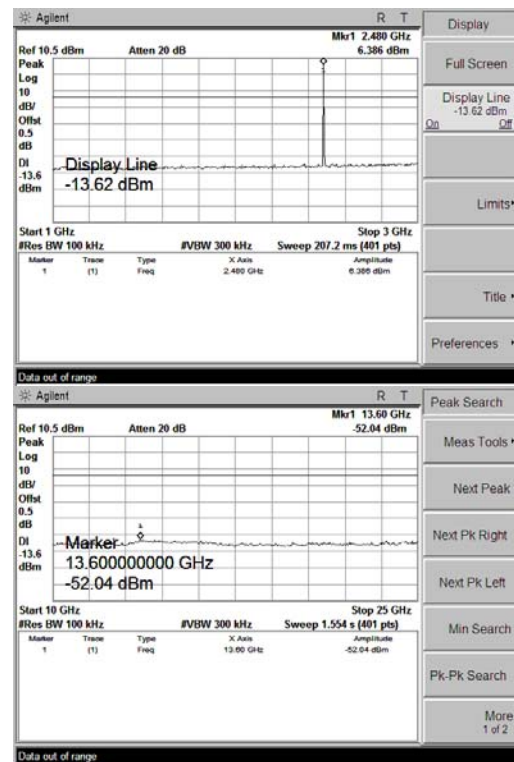 Agilent R T
Mkr1 2.480 GHz
Ref 10.5 dBm Atten 20 dB 6.386 dBm
Peak
Log
10
dB/
Offst
0.5
dB
DI
-13.6
dBm
Display Line
-13.62 dBm
Start 1 GHz Stop 3 GHz
#Res BW 100 kHz #VBW 300 kHz Sweep 207.2 ms (401 pts)
Marker Trace Type X Axis Amplitude
1 (1) Freq 2.480 GHz 6.386 dBm
Data out of range
Display
Full Screen
Display Line
-13.62 dBm
On Off
Limits
Title
Preferences
Agilent R T
Mkr1 13.60 GHz
Ref 10.5 dBm Atten 20 dB -52.04 dBm
Peak
Log
10
dB/
Offst
0.5
dB
DI
-13.6
dBm
1
Marker
13.600000000 GHz
-52.04 dBm
Start 10 GHz Stop 25 GHz
#Res BW 100 kHz #VBW 300 kHz Sweep 1.554 s (401 pts)
Marker Trace Type X Axis Amplitude
1 (1) Freq 13.60 GHz -52.04 dBm
Data out of range
Peak Search
Meas Tools
Next Peak
Next Pk Right
Next Pk Left
Min Search
Pk-Pk Search
More
1 of 2